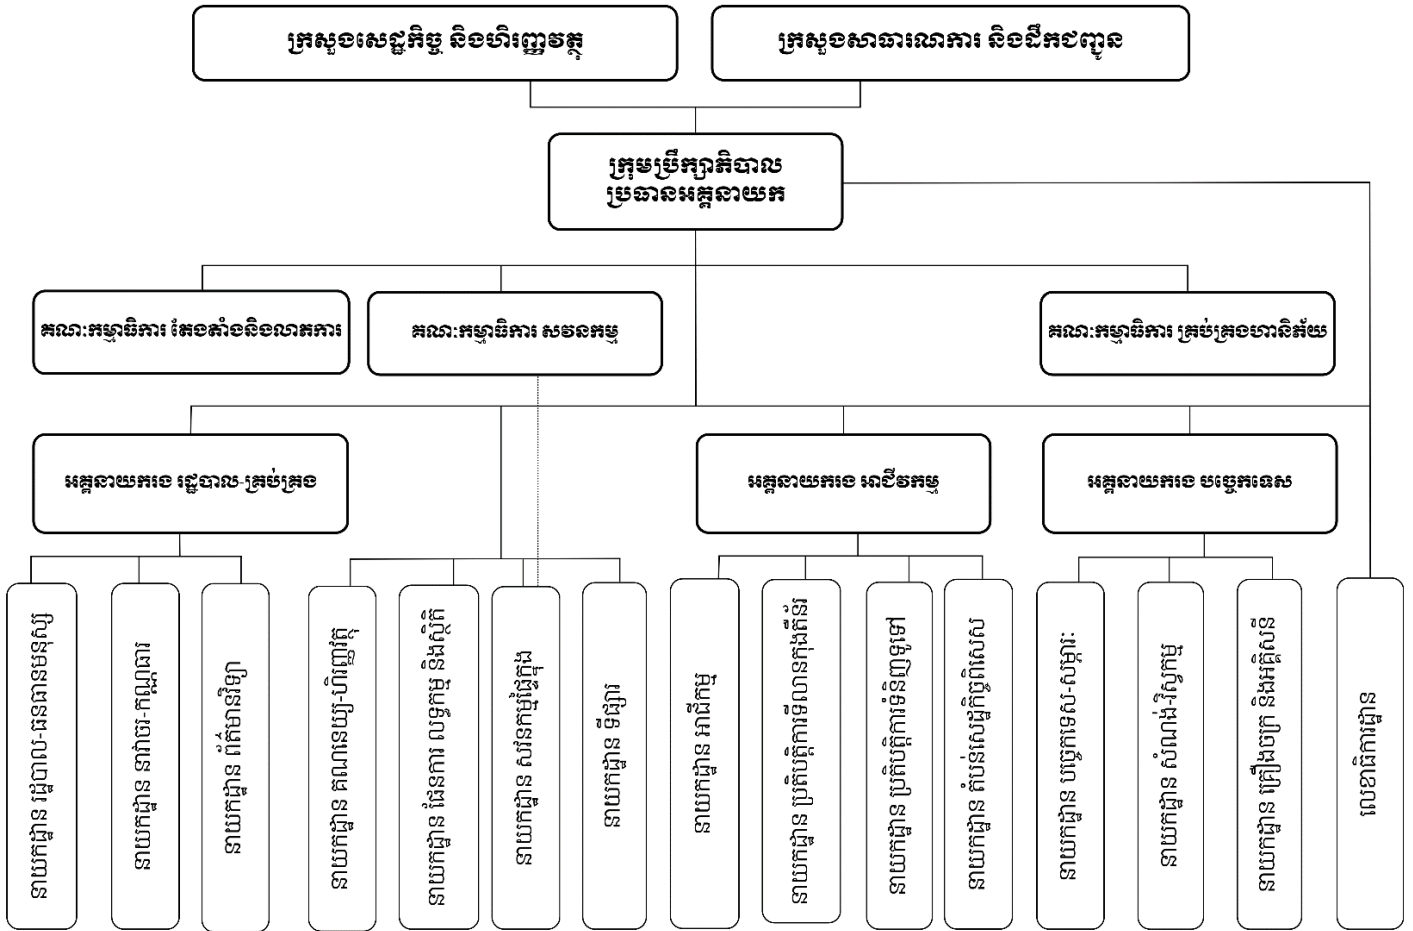 ក្រសួងសេដ្ឋកិច្ច និងហិរញ្ញវត្ថុ
ក្រសួងសាធារណការ និងដឹកជញ្ជូន
ក្រុមប្រឹក្សាភិបាល
ប្រធានអគ្គនាយក
គណៈកម្មាធិការ តែងតាំងនិងលាភការ
គណៈកម្មាធិការ សវនកម្ម
គណៈកម្មាធិការ គ្រប់គ្រងហានិភ័យ
អគ្គនាយករង រដ្ឋបាល-គ្រប់គ្រង
អគ្គនាយករង អាជីវកម្ម
អគ្គនាយករង បច្ចេកទេស
នាយកដ្ឋាន រដ្ឋបាល-ធនធានមនុស្ស
នាយកដ្ឋាន នាវាចរ-កណ្ណធារ
នាយកដ្ឋាន ព័ត៌មានវិទ្យា
នាយកដ្ឋាន គណនេយ្យ-ហិរញ្ញវត្ថុ
នាយកដ្ឋាន ផែនការ លទ្ធកម្ម និងស្ថិតិ
នាយកដ្ឋាន សវនកម្មផ្ទៃក្នុង
នាយកដ្ឋាន ទីផ្សារ
នាយកដ្ឋាន អាជីវកម្ម
នាយកដ្ឋាន ប្រតិបត្តិការទីលានកុងតឺន័រ
នាយកដ្ឋាន ប្រតិបត្តិការទំនិញទូទៅ
នាយកដ្ឋាន តំបន់សេដ្ឋកិច្ចពិសេស
នាយកដ្ឋាន បច្ចេកទេស-សម្ភារៈ
នាយកដ្ឋាន សំណង់-វិស្វកម្ម
នាយកដ្ឋាន គ្រឿងចក្រ និងអគ្គិសនី
លេខាធិការដ្ឋាន